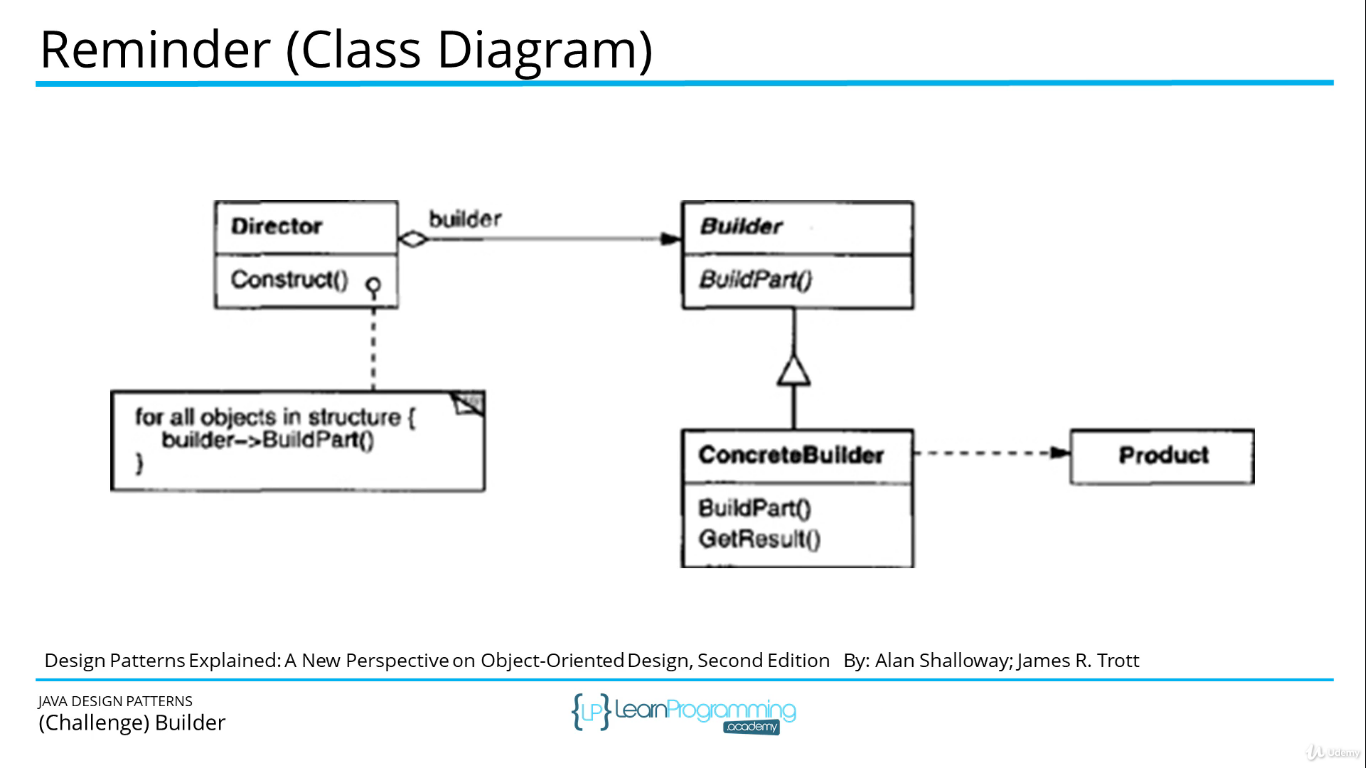 Reminder (Class Diagram)
Director
builder
Builder
Construct()
BuildPart()
for all objects in structure {
builder–>BuildPart()
}
ConcreteBuilder
Product
BuildPart()
GetResult()
Design Patterns Explained: A New Perspective on Object-Oriented Design, Second Edition By: Alan Shalloway; James R. Trott
JAVA DESIGN PATTERNS
(Challenge) Builder
{LP} LearnProgramming
.academy
Udemy